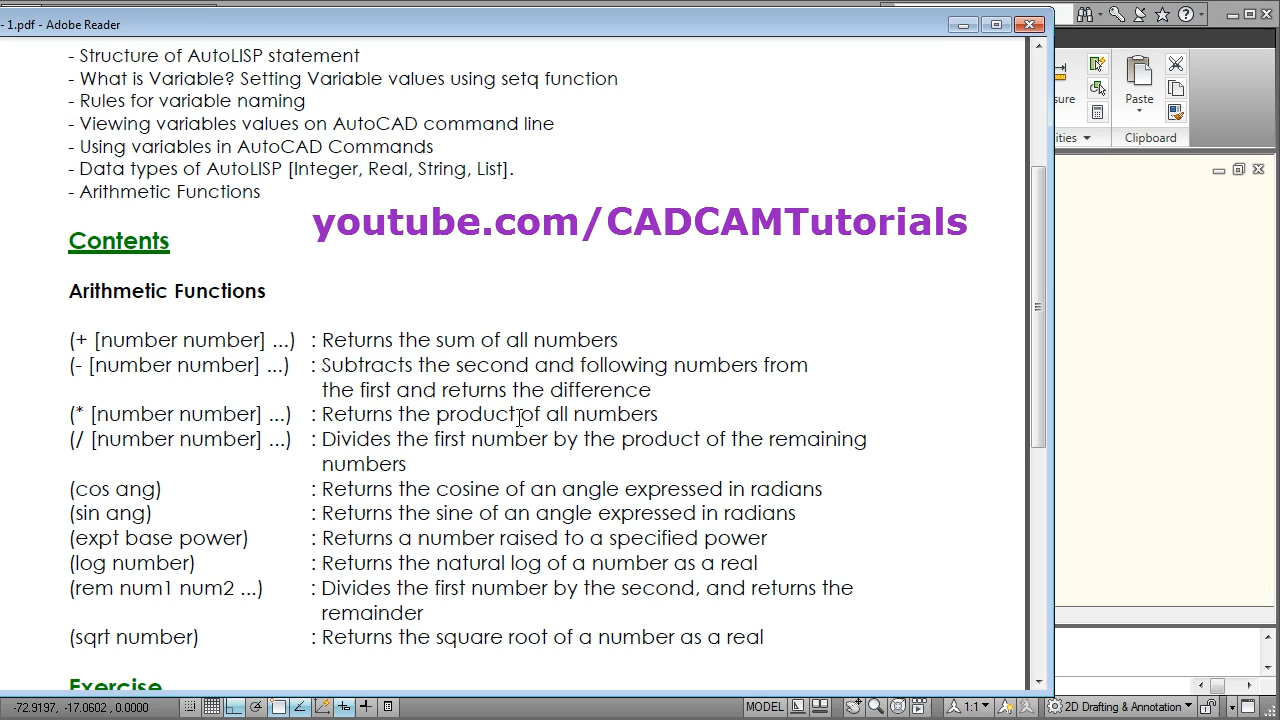 - 1.pdf - Adobe Reader
- Structure of AutoLISP statement
- What is Variable? Setting Variable values using setq function
- Rules for variable naming
- Viewing variables values on AutoCAD command line
- Using variables in AutoCAD Commands
- Data types of AutoLISP [Integer, Real, String, List].
- Arithmetic Functions
youtube.com/CADCAMTutorials
Contents
Arithmetic Functions
(+ [number number] ...) : Returns the sum of all numbers
(- [number number] ...) : Subtracts the second and following numbers from
the first and returns the difference
(* [number number] ...) : Returns the product of all numbers
(/ [number number] ...) : Divides the first number by the product of the remaining
numbers
(cos ang) : Returns the cosine of an angle expressed in radians
(sin ang) : Returns the sine of an angle expressed in radians
(expt base power) : Returns a number raised to a specified power
(log number) : Returns the natural log of a number as a real
(rem num1 num2 ...) : Divides the first number by the second, and returns the
remainder
(sqrt number) : Returns the square root of a number as a real
Exercise
sure
Paste
ities
Clipboard
-72.9197, -17.0602, 0.0000
MODEL
1:1
2D Drafting & Annotation